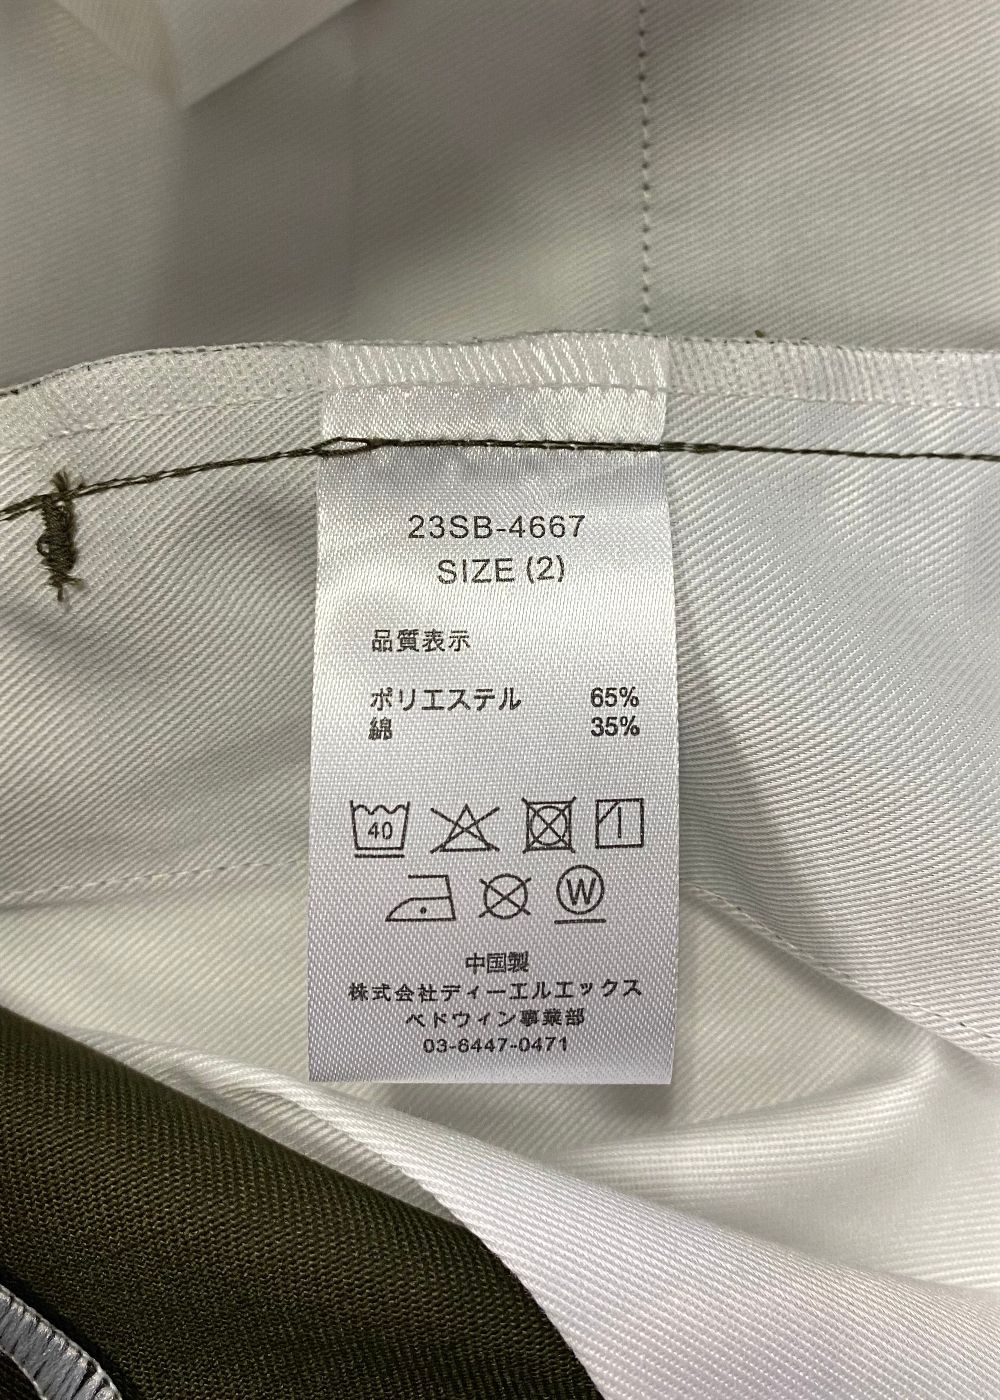 23SB-4667
SIZE (2)
品質表示
ポリエステル 65%
綿 35%
40
W
中国製
株式会社ディーエルエックス
ベドウィン事業部
03-6447-0471